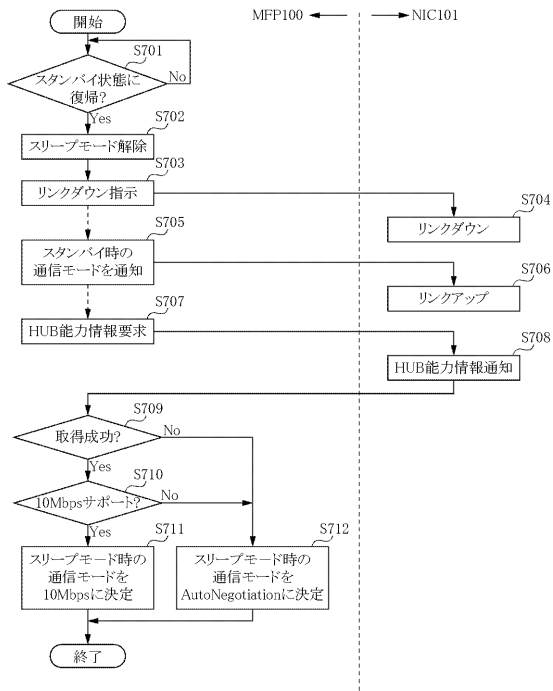 MFP100
NIC101
開始
S701
スタンバイ状態に
復帰?
No
Yes
S702
スリープモード解除
S703
リンクダウン指示
S704
リンクダウン
S705
スタンバイ時の
通信モードを通知
S706
リンクアップ
S707
HUB能力情報要求
S708
HUB能力情報通知
S709
取得成功?
No
Yes
S710
10Mbpsサポート?
No
Yes
S711
スリープモード時の
通信モードを
10Mbpsに決定
S712
スリープモード時の
通信モードを
AutoNegotiationに決定
終了